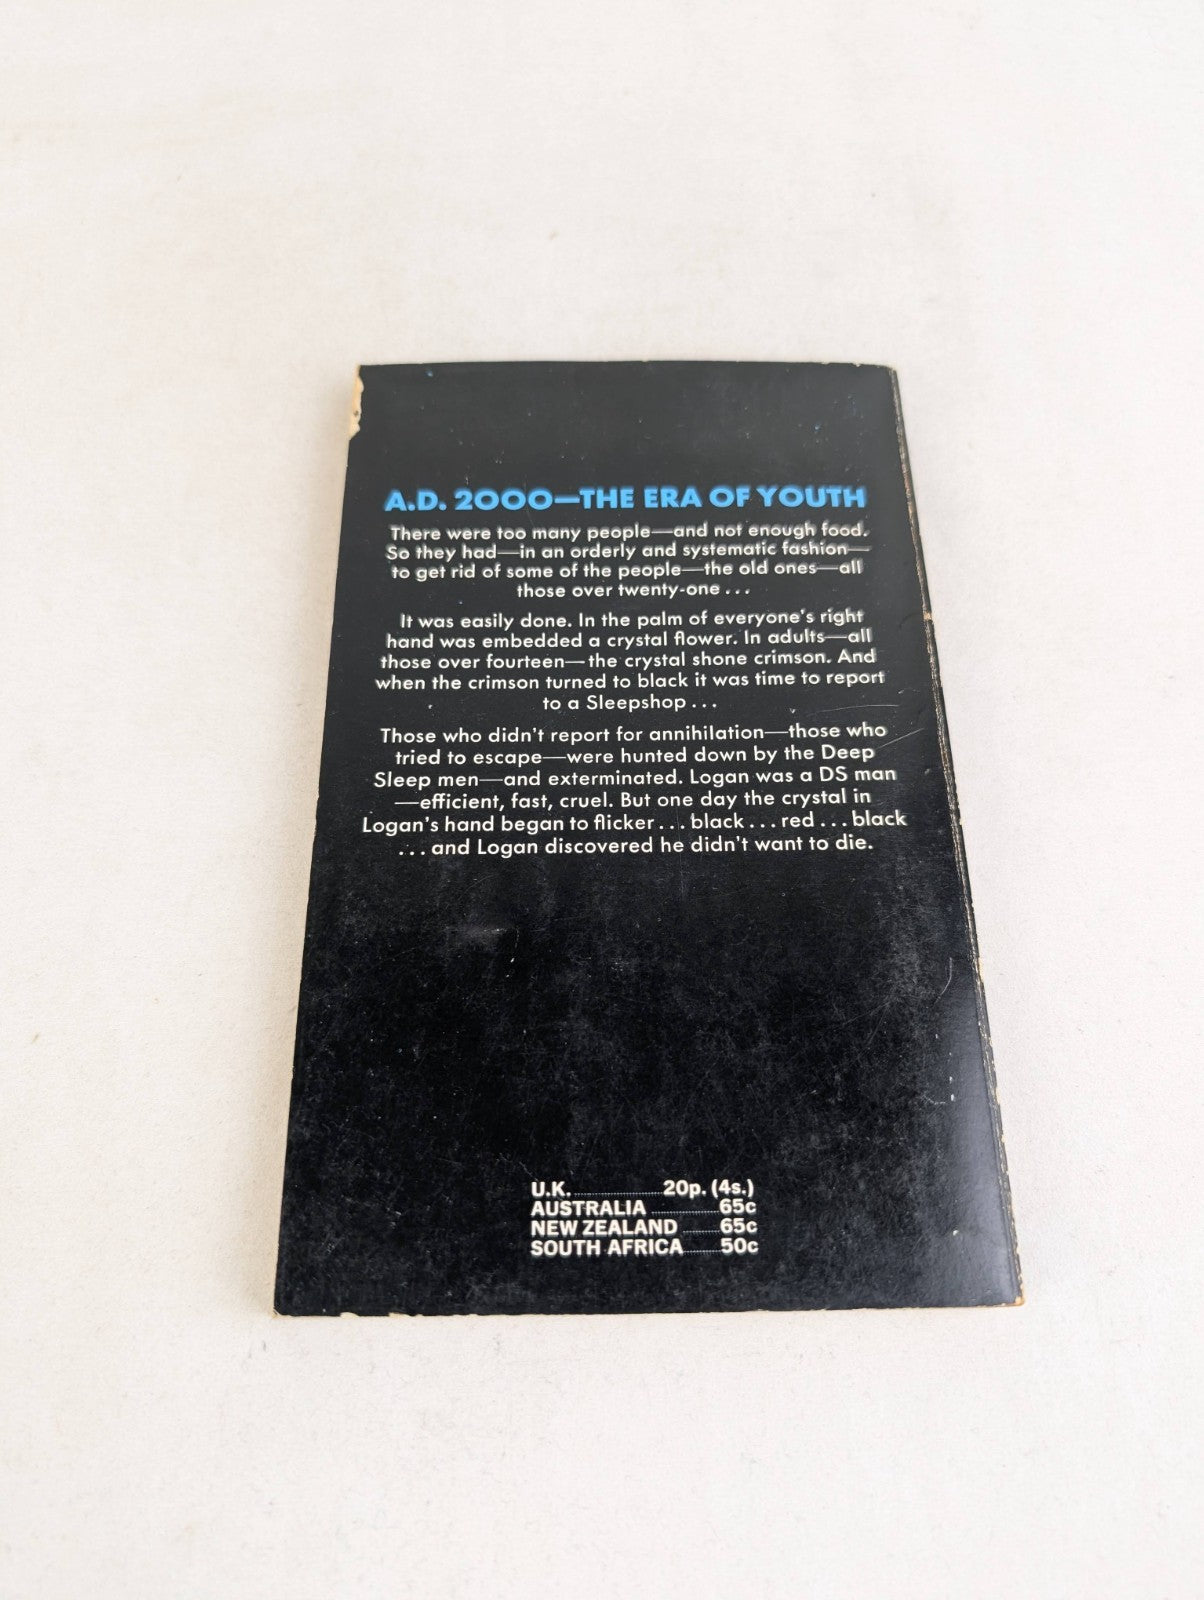 A.D. 2000—THE ERA OF YOUTH
There were too many people—and not enough food.
So they had—in an orderly and systematic fashion—
to get rid of some of the people—the old ones—all
those over twenty-one...
It was easily done. In the palm of everyone's right
hand was embedded a crystal flower. In adults—all
those over fourteen—the crystal shone crimson. And
when the crimson turned to black it was time to report
to a Sleepshop...
Those who didn't report for annihilation—those who
tried to escape—were hunted down by the Deep
Sleep men—and exterminated. Logan was a DS man
—efficient, fast, cruel. But one day the crystal in
Logan's hand began to flicker...black...red...black
...and Logan discovered he didn't want to die.
U.K. 20p. (4s.)
AUSTRALIA 65c
NEW ZEALAND 65c
SOUTH AFRICA 50c